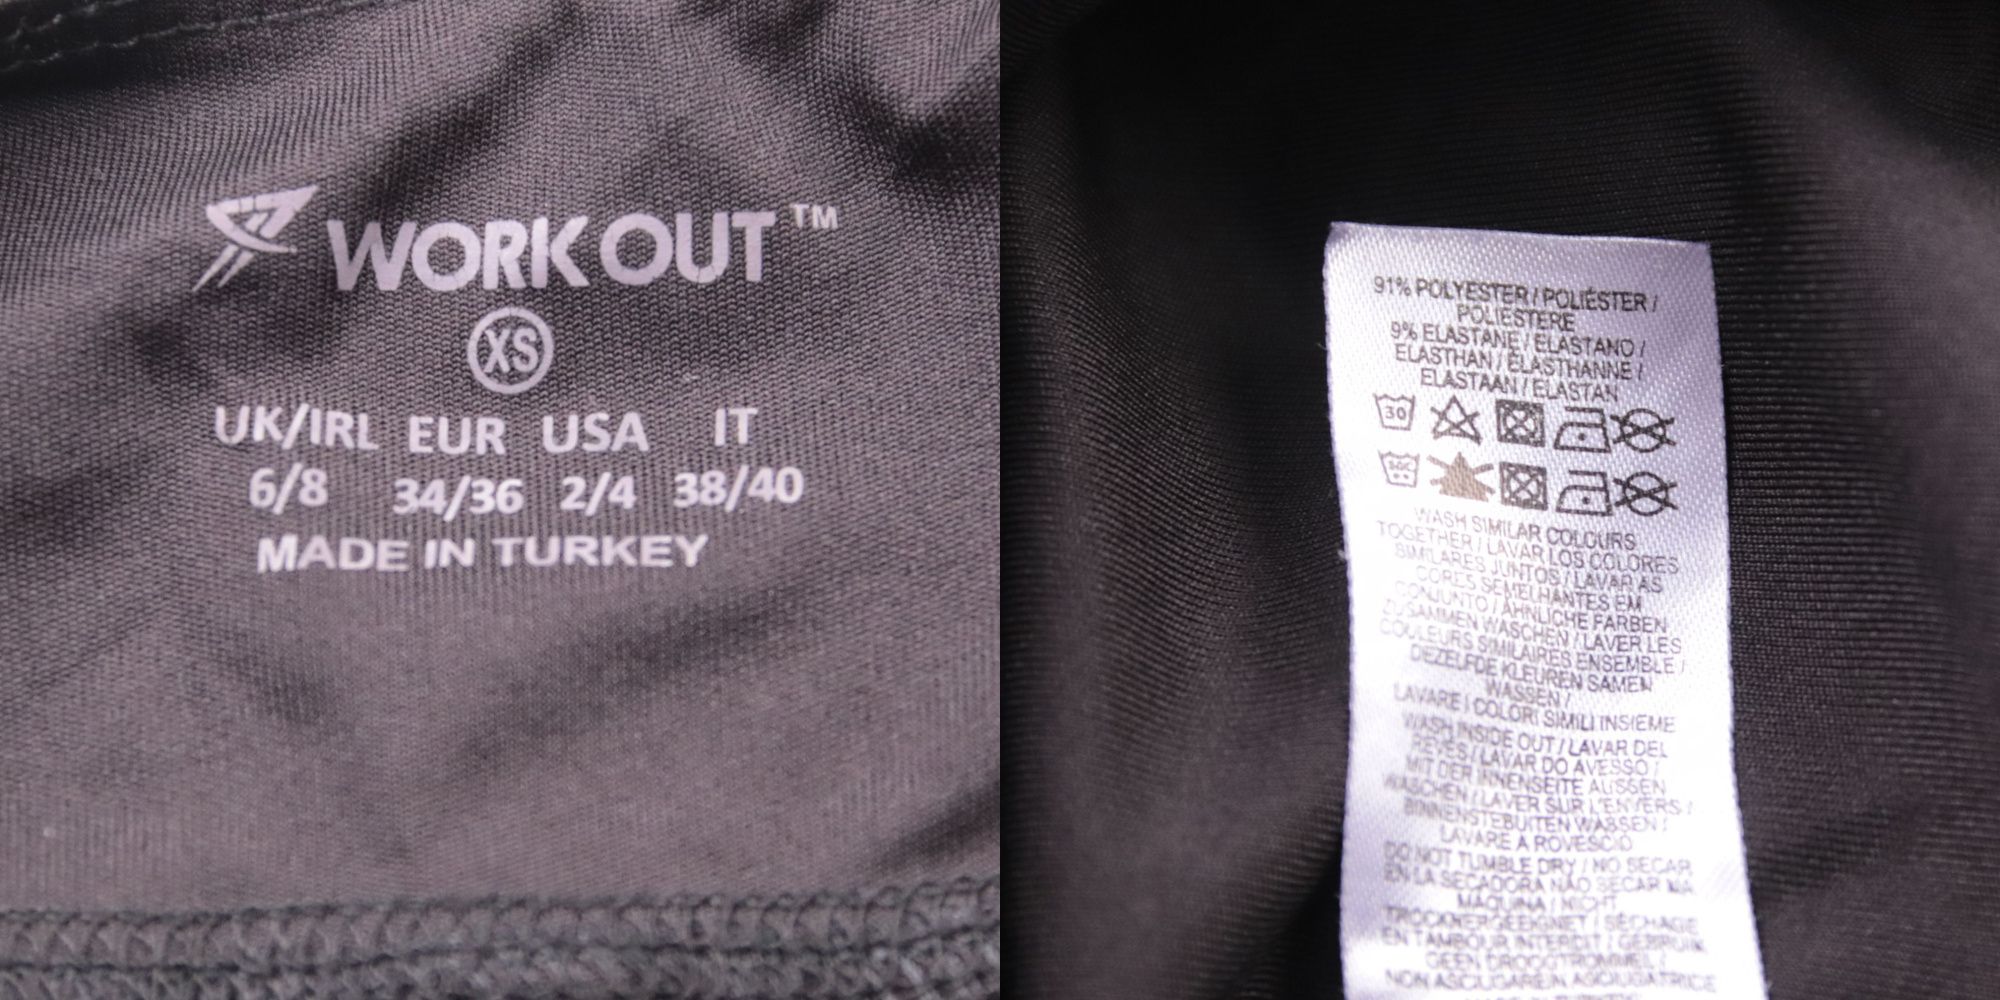 WORK OUT™
XS
UK/IRL EUR USA IT
6/8 34/36 2/4 38/40
MADE IN TURKEY
91% POLYESTER / POLIÉSTER /
POLIESTERE
9% ELASTANE / ELASTANO /
ELASTHAN / ÉLASTHANNE /
ELASTAAN / ELASTAN
30
WASH SIMILAR COLOURS
TOGETHER / LAVAR LOS COLORES
SIMILARES JUNTOS / LAVAR AS
CORES SEMELHANTES EM
CONJUNTO / ÄHNLICHE FARBEN
ZUSAMMEN WASCHEN / LAVER LES
COULEURS SIMILAIRES ENSEMBLE /
DEZELFDE KLEUREN SAMEN
WASSEN /
LAVARE I COLORI SIMILI INSIEME
WASH INSIDE OUT / LAVAR DEL
REVÉS / LAVAR DO AVESSO /
MIT DER INNENSEITE AUSSEN
WASCHEN / LAVER SUR L'ENVERS /
BINNENSTEBUITEN WASSEN /
LAVARE A ROVESCIO
DO NOT TUMBLE DRY / NO SECAR
EN LA SECADORA NÃO SECAR NA
MÁQUINA / NICHT
TROCKNERGEEIGNET / SÉCHAGE
EN TAMBOUR INTERDIT / GEBRUIK
GEEN DROOGTROMMEL /
NON ASCIUGARE IN ASCIUGATRICE